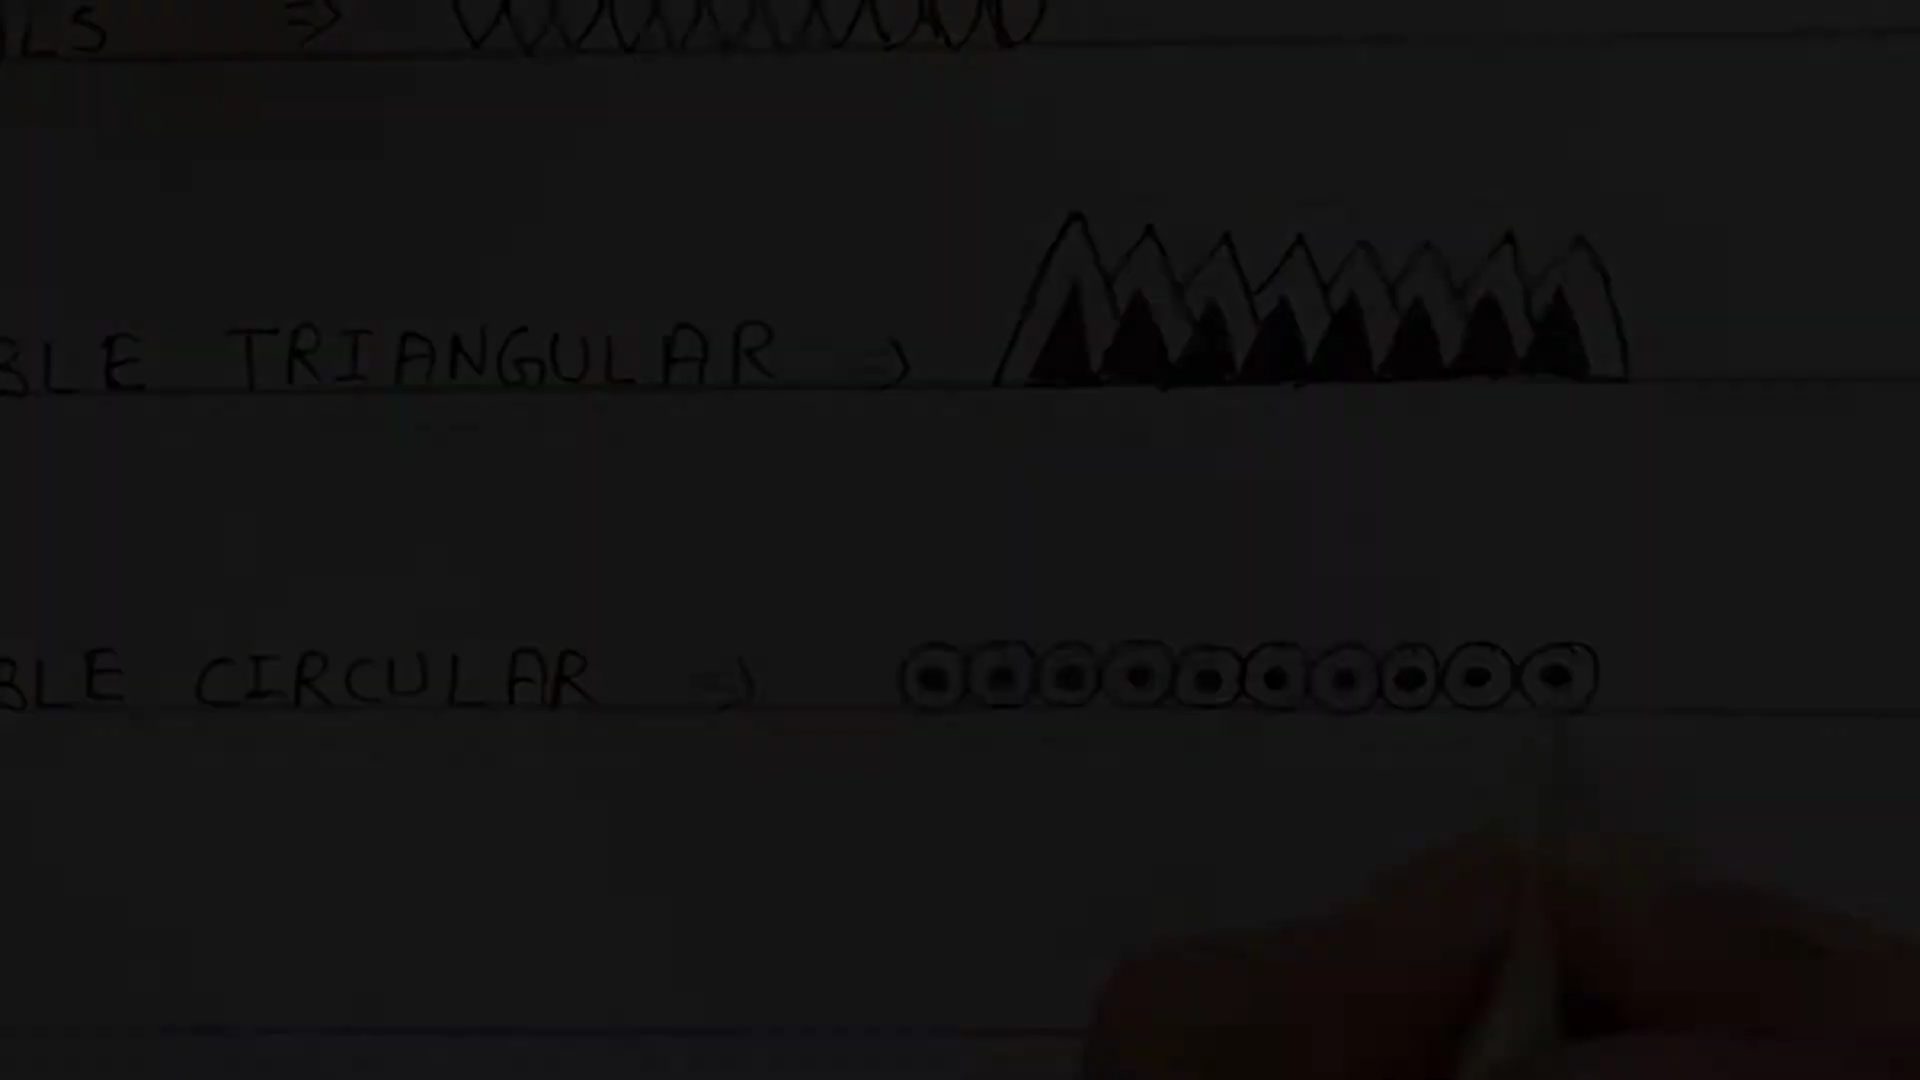 LS =>
BLE TRIANGULAR =>
BLE CIRCULAR =>